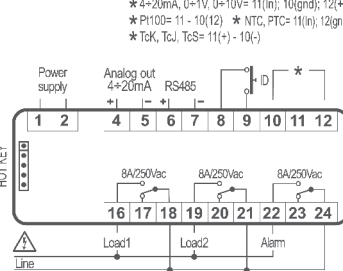 * 4÷20mA, 0÷1V, 0÷10V= 11(In); 10(gnd); 12(+
* Pt100= 11 - 10(12) * NTC, PTC= 11(In); 12(gn
* TcK, TcJ, TcS= 11(+) - 10(-)
Power supply
Analog out 4÷20mA
RS485
ID
*
+ - + -
1 2 4 5 6 7 8 9 10 11 12
HOT KEY
8A/250Vac 8A/250Vac 8A/250Vac
16 17 18 19 20 21 22 23 24
Load1 Load2 Alarm
Line